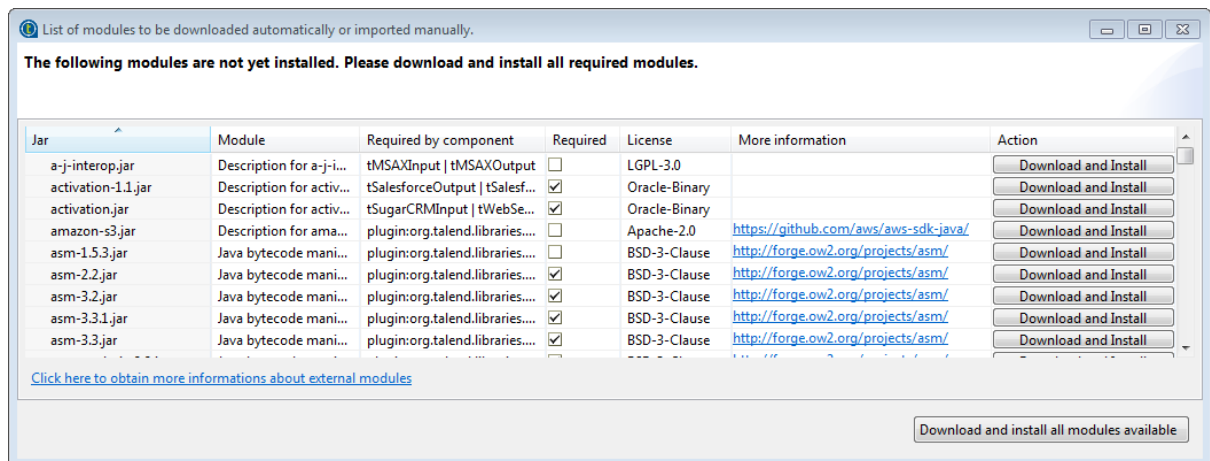 List of modules to be downloaded automatically or imported manually.
The following modules are not yet installed. Please download and install all required modules.
Jar Module Required by component Required License More information Action
a-j-interop.jar Description for a-j-i... tMSAXInput | tMSAXOutput LGPL-3.0 Download and Install
activation-1.1.jar Description for activ... tSalesforceOutput | tSalesf... Oracle-Binary Download and Install
activation.jar Description for activ... tSugarCRMInput | tWebSe... Oracle-Binary Download and Install
amazon-s3.jar Description for ama... plugin:org.talend.libraries.... Apache-2.0 https://github.com/aws/aws-sdk-java/ Download and Install
asm-1.5.3.jar Java bytecode mani... plugin:org.talend.libraries.... BSD-3-Clause http://forge.ow2.org/projects/asm/ Download and Install
asm-2.2.jar Java bytecode mani... plugin:org.talend.libraries.... BSD-3-Clause http://forge.ow2.org/projects/asm/ Download and Install
asm-3.2.jar Java bytecode mani... plugin:org.talend.libraries.... BSD-3-Clause http://forge.ow2.org/projects/asm/ Download and Install
asm-3.3.1.jar Java bytecode mani... plugin:org.talend.libraries.... BSD-3-Clause http://forge.ow2.org/projects/asm/ Download and Install
asm-3.3.jar Java bytecode mani... plugin:org.talend.libraries.... BSD-3-Clause http://forge.ow2.org/projects/asm/ Download and Install
Click here to obtain more informations about external modules
Download and install all modules available